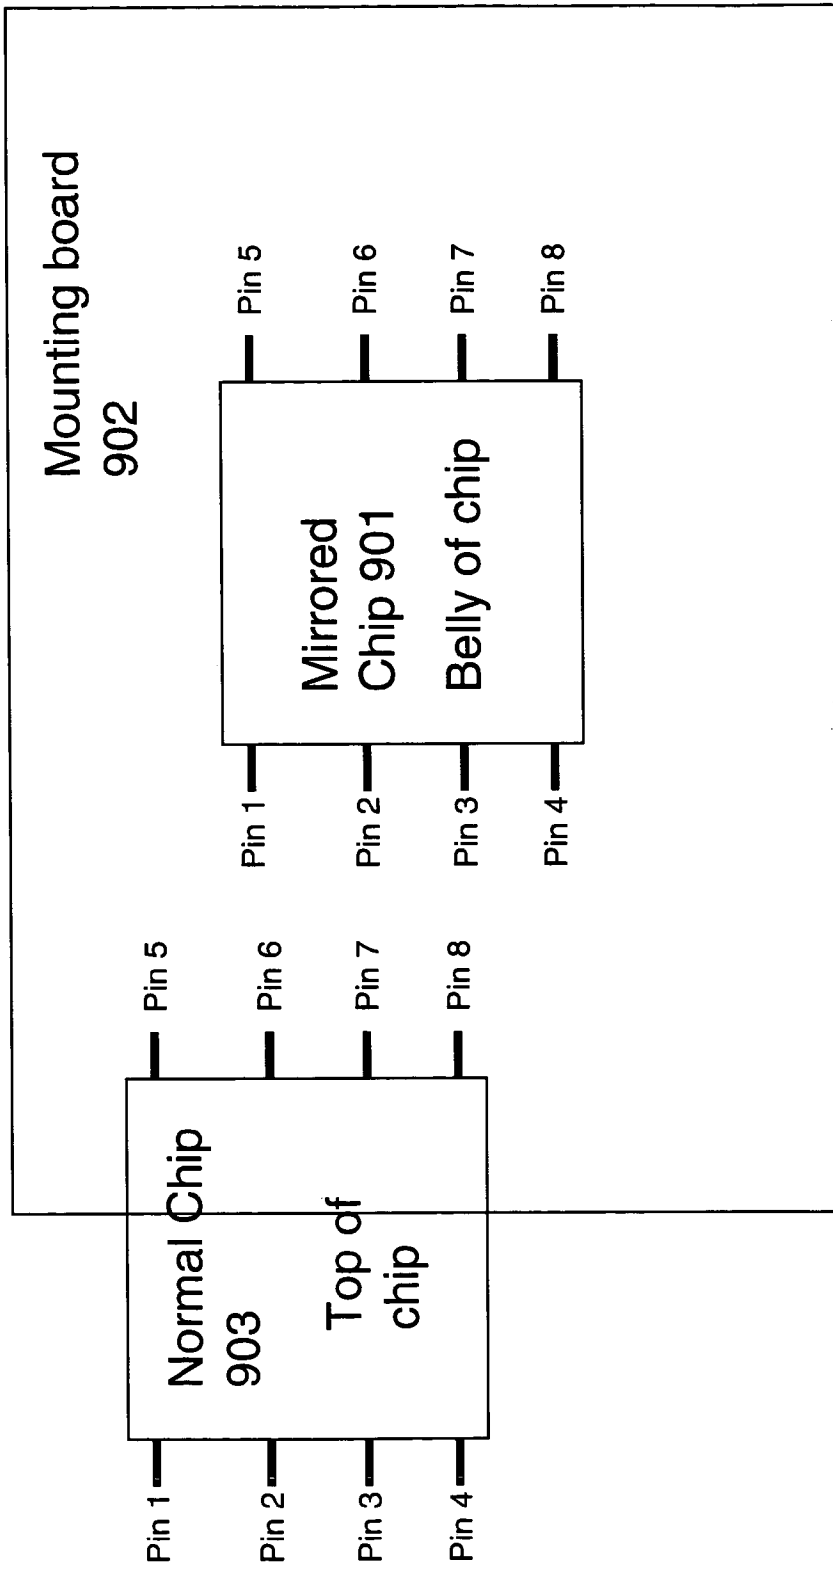 Mounting board
902
Pin 1
Pin 2
Pin 3
Pin 4
Normal Chip
903
Top of
chip
Pin 5
Pin 6
Pin 7
Pin 8
Pin 1
Pin 2
Pin 3
Pin 4
Mirrored
Chip 901
Belly of chip
Pin 5
Pin 6
Pin 7
Pin 8